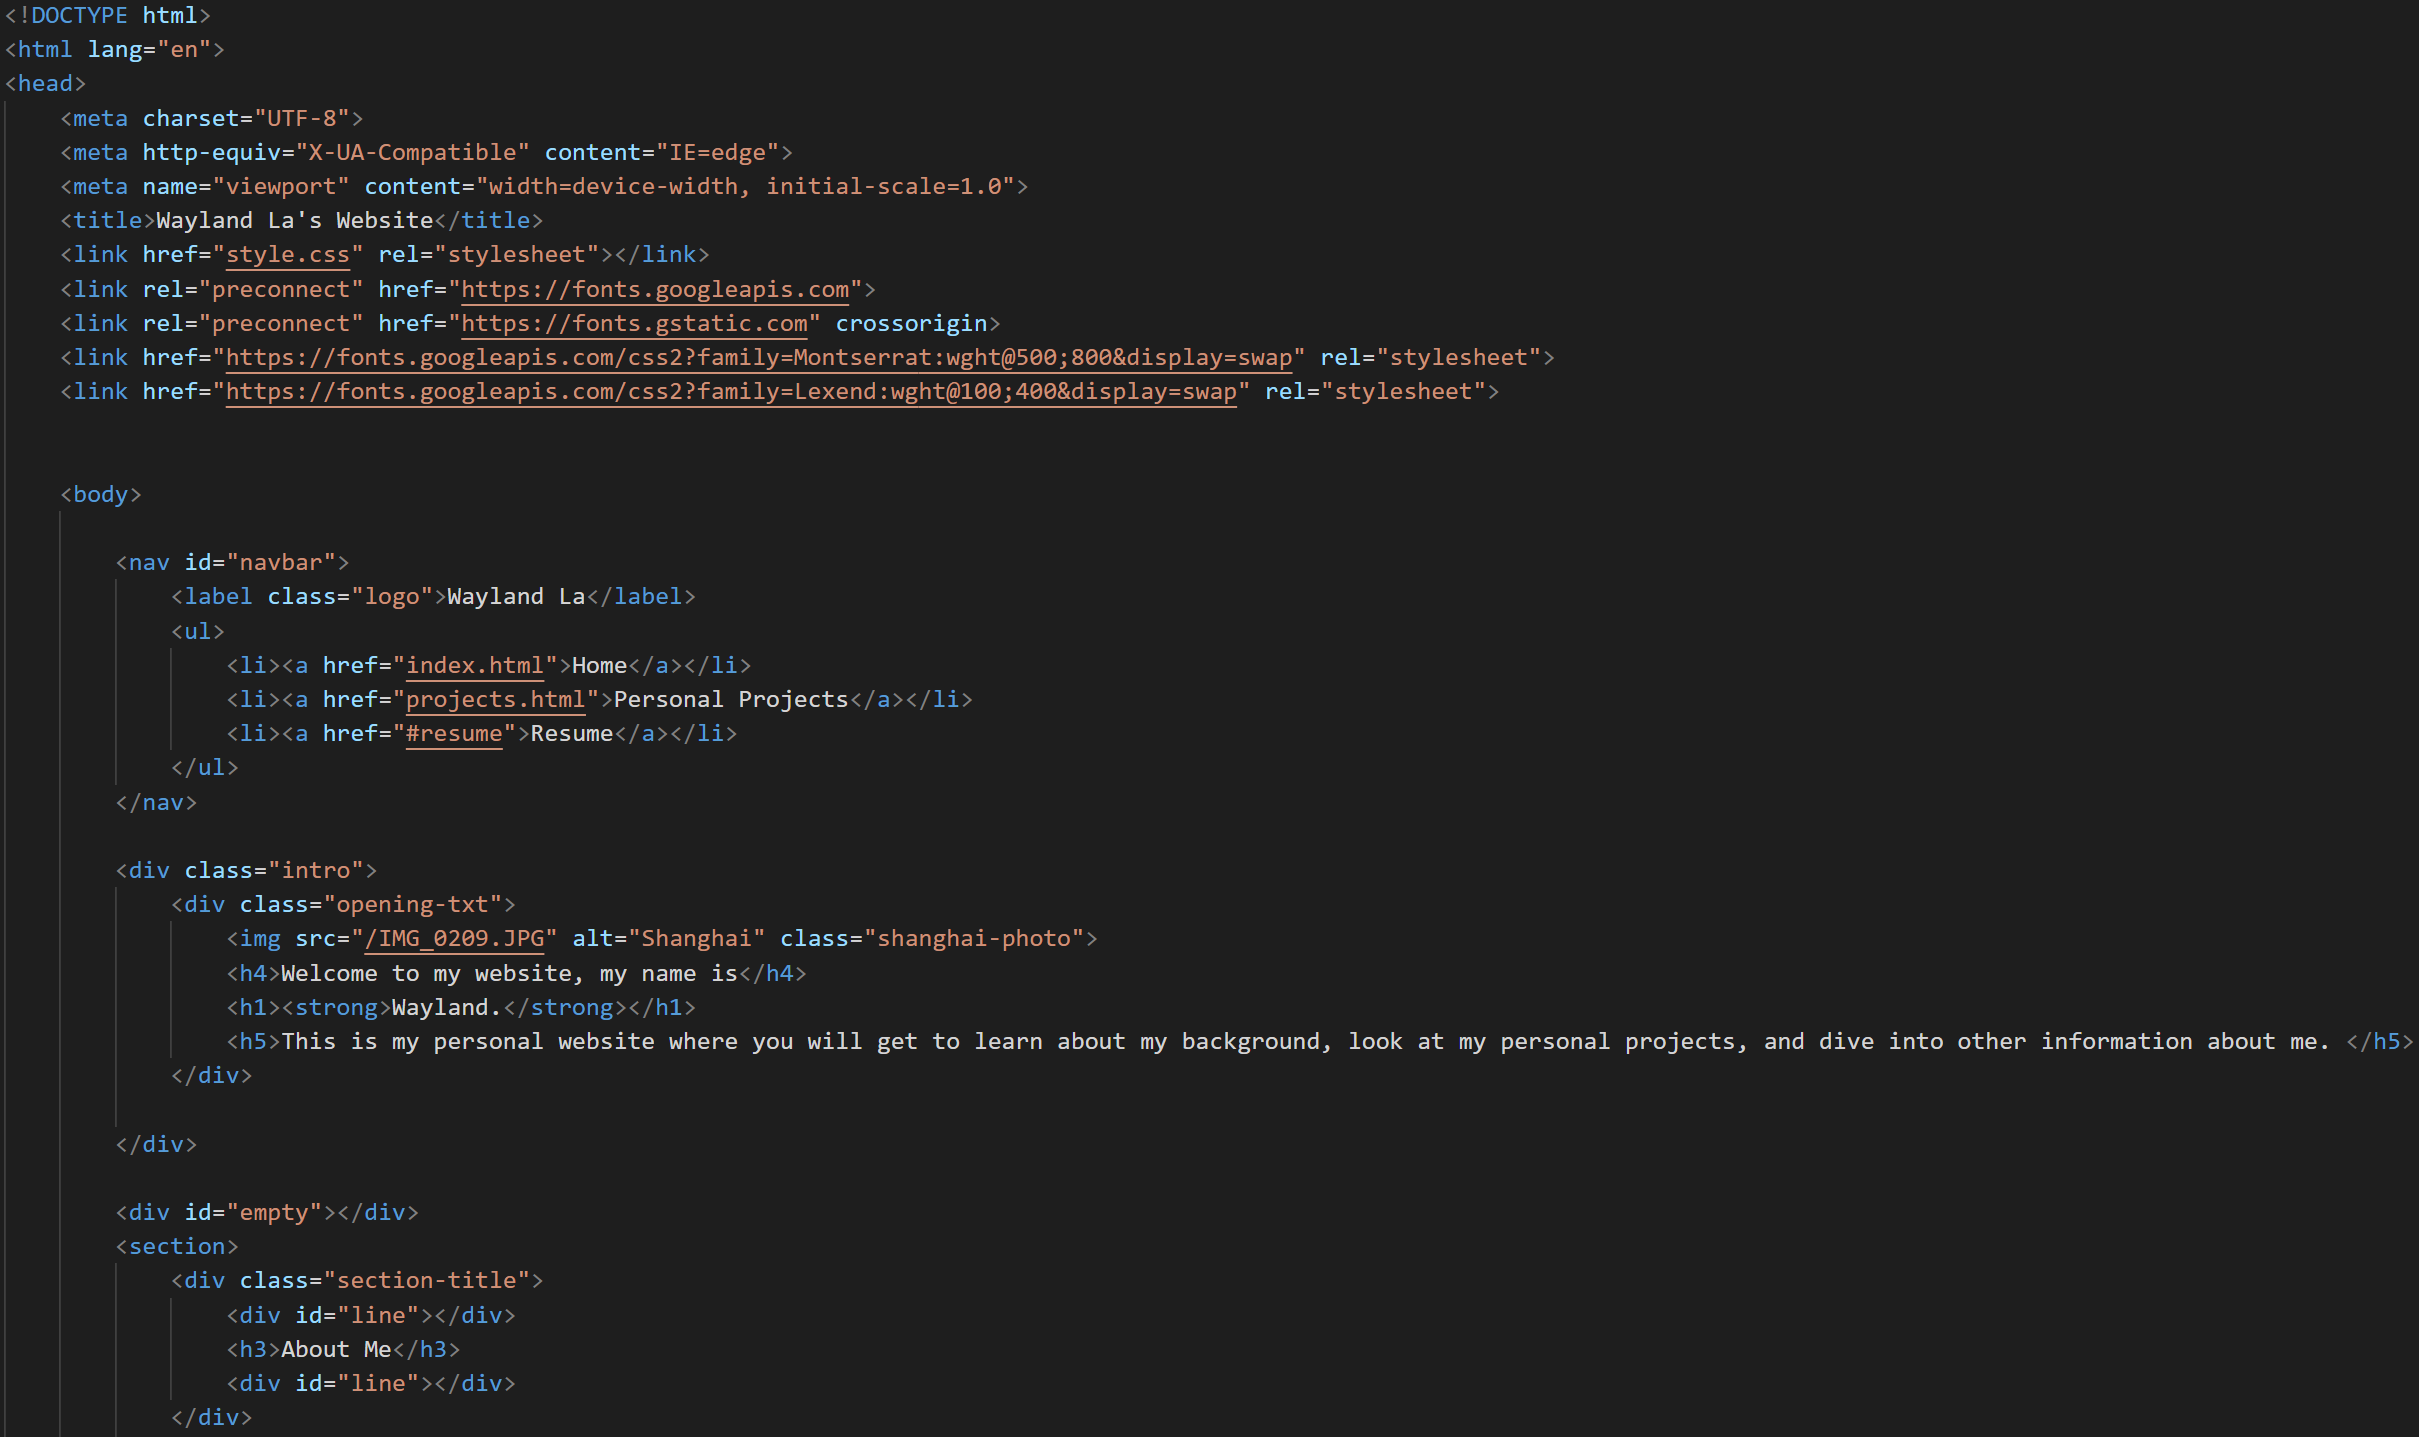 <!DOCTYPE html>
<html lang="en">
<head>
    <meta charset="UTF-8">
    <meta http-equiv="X-UA-Compatible" content="IE=edge">
    <meta name="viewport" content="width=device-width, initial-scale=1.0">
    <title>Wayland La's Website</title>
    <link href="style.css" rel="stylesheet"></link>
    <link rel="preconnect" href="https://fonts.googleapis.com">
    <link rel="preconnect" href="https://fonts.gstatic.com" crossorigin>
    <link href="https://fonts.googleapis.com/css2?family=Montserrat:wght@500;800&display=swap" rel="stylesheet">
    <link href="https://fonts.googleapis.com/css2?family=Lexend:wght@100;400&display=swap" rel="stylesheet">
    <body>
        <nav id="navbar">
            <label class="logo">Wayland La</label>
            <ul>
                <li><a href="index.html">Home</a></li>
                <li><a href="projects.html">Personal Projects</a></li>
                <li><a href="#resume">Resume</a></li>
            </ul>
        </nav>
        <div class="intro">
            <div class="opening-txt">
                <img src="/IMG_0209.JPG" alt="Shanghai" class="shanghai-photo">
                <h4>Welcome to my website, my name is</h4>
                <h1><strong>Wayland.</strong></h1>
                <h5>This is my personal website where you will get to learn about my background, look at my personal projects, and dive into other information about me. </h5>
            </div>
        </div>
        <div id="empty"></div>
        <section>
            <div class="section-title">
                <div id="line"></div>
                <h3>About Me</h3>
                <div id="line"></div>
            </div>